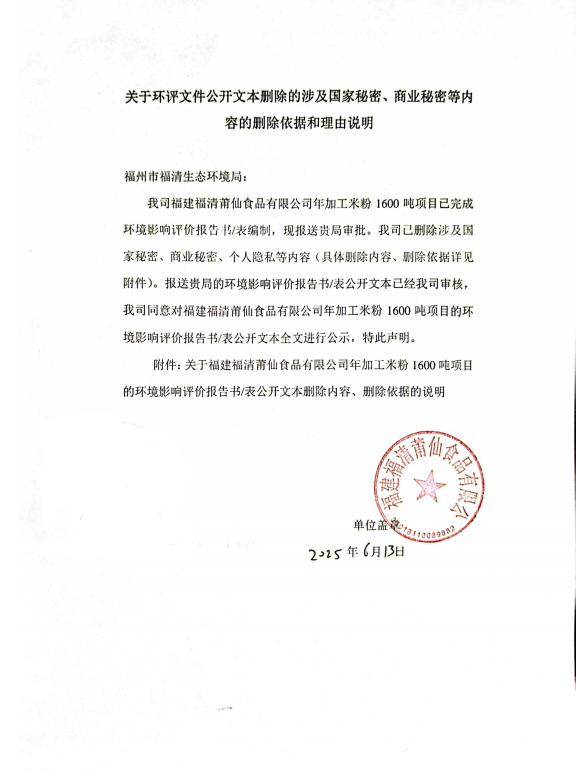 关于环评文件公开文本删除的涉及国家秘密、商业秘密等内
容的删除依据和理由说明
福州市福清生态环境局：
我司福建福清莆仙食品有限公司年加工米粉 1600 吨项目已完成
环境影响评价报告书/表编制，现报送贵局审批。我司已删除涉及国
家秘密、商业秘密、个人隐私等内容（具体删除内容、删除依据详见
附件）。报送贵局的环境影响评价报告书/表公开文本已经我司审核，
我司同意对福建福清莆仙食品有限公司年加工米粉 1600 吨项目的环
境影响评价报告书/表公开文本全文进行公示，特此声明。
附件：关于福建福清莆仙食品有限公司年加工米粉 1600 吨项目
的环境影响评价报告书/表公开文本删除内容、删除依据的说明
福建福清莆仙食品有限公
单位盖章
2025 年 6月13日